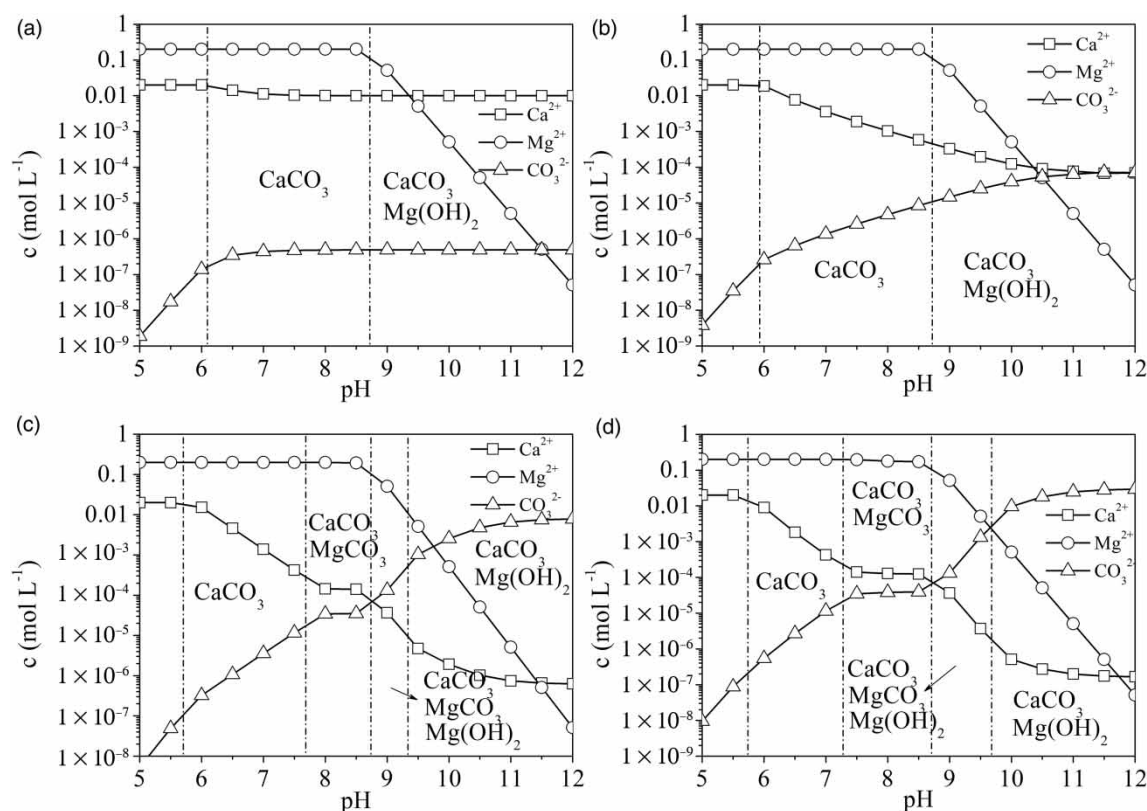 (a)
c (mol L⁻¹)
1
0.1
0.01
1×10⁻³
1×10⁻⁴
1×10⁻⁵
1×10⁻⁶
1×10⁻⁷
1×10⁻⁸
1×10⁻⁹
Ca²⁺
Mg²⁺
CO₃²⁻
CaCO₃
CaCO₃
Mg(OH)₂
5 6 7 8 9 10 11 12
pH
(b)
c (mol L⁻¹)
1
0.1
0.01
1×10⁻³
1×10⁻⁴
1×10⁻⁵
1×10⁻⁶
1×10⁻⁷
1×10⁻⁸
1×10⁻⁹
Ca²⁺
Mg²⁺
CO₃²⁻
CaCO₃
CaCO₃
Mg(OH)₂
5 6 7 8 9 10 11 12
pH
(c)
c (mol L⁻¹)
1
0.1
0.01
1×10⁻³
1×10⁻⁴
1×10⁻⁵
1×10⁻⁶
1×10⁻⁷
1×10⁻⁸
Ca²⁺
Mg²⁺
CO₃²⁻
CaCO₃
CaCO₃
MgCO₃
CaCO₃
Mg(OH)₂
CaCO₃
MgCO₃
Mg(OH)₂
5 6 7 8 9 10 11 12
pH
(d)
c (mol L⁻¹)
1
0.1
0.01
1×10⁻³
1×10⁻⁴
1×10⁻⁵
1×10⁻⁶
1×10⁻⁷
1×10⁻⁸
1×10⁻⁹
Ca²⁺
Mg²⁺
CO₃²⁻
CaCO₃
MgCO₃
CaCO₃
CaCO₃
MgCO₃
Mg(OH)₂
CaCO₃
Mg(OH)₂
5 6 7 8 9 10 11 12
pH